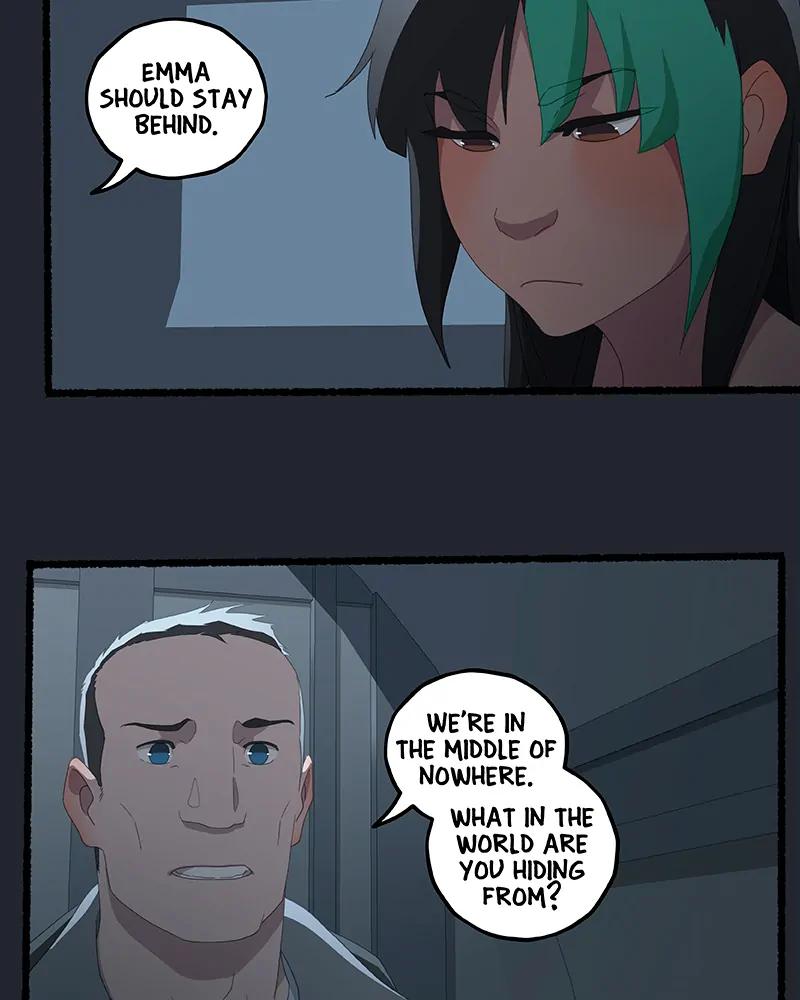 EMMA
SHOULD STAY
BEHIND.
WE'RE IN
THE MIDDLE OF
NOWHERE.
WHAT IN THE
WORLD ARE
YOU HIDING
FROM?